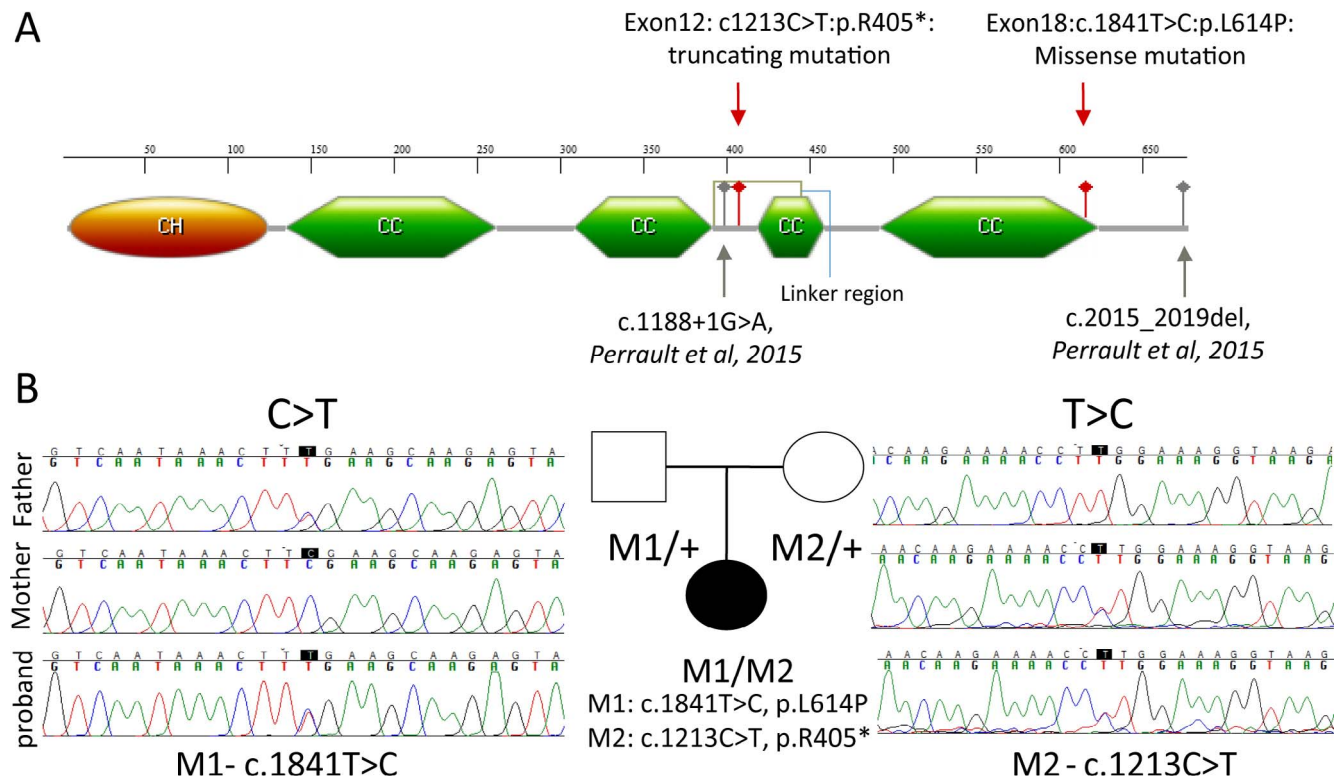 A
Exon12: c1213C>T:p.R405*:
truncating mutation
Exon18:c.1841T>C:p.L614P:
Missense mutation
50 100 150 200 250 300 350 400 450 500 550 600 650
CH CC CC CC CC
Linker region
c.1188+1G>A,
Perrault et al, 2015
c.2015_2019del,
Perrault et al, 2015
B
C>T
Father
G T C A A T A A A C T T T G A A G C A A G A G T A
G T C A A T A A A C T T T G A A G C A A G A G T A
Mother
G T C A A T A A A C T T C G A A G C A A G A G T A
G T C A A T A A A C T T C G A A G C A A G A G T A
proband
G T C A A T A A A C T T T G A A G C A A G A G T A
G T C A A T A A A C T T T G A A G C A A G A G T A
M1- c.1841T>C
M1/+
M2/+
M1/M2
M1: c.1841T>C, p.L614P
M2: c.1213C>T, p.R405*
T>C
A C A A G A A A A C C T T G G A A A G G T A A G A
C A A G A A A A C C T T G G A A A G G T A A G A
A A C A A G A A A A C C T T G G A A A G G T A A G
A A C A A G A A A A C C T T G G A A A G G T A A G
A A C A A G A A A A C C T T G G A A A G G T A A G
A A C A A G A A A A C C T T G G A A A G G T A A G
M2 - c.1213C>T